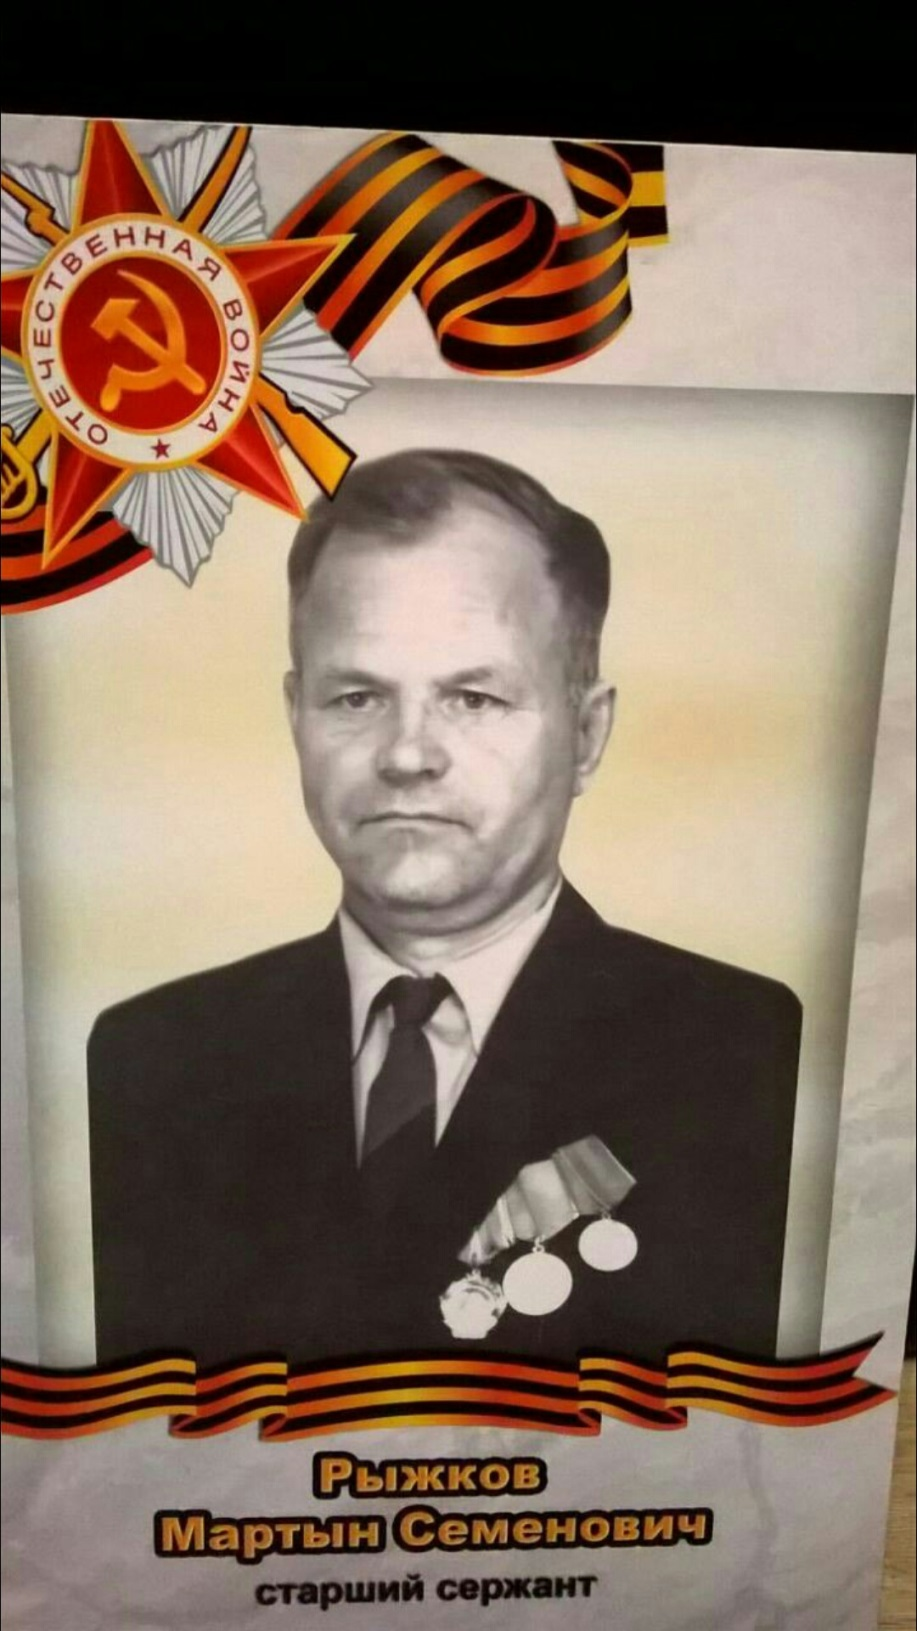 ОТЕЧЕСТВЕННАЯ ВОЙНА
Рыжков
Мартын Семенович
старший сержант